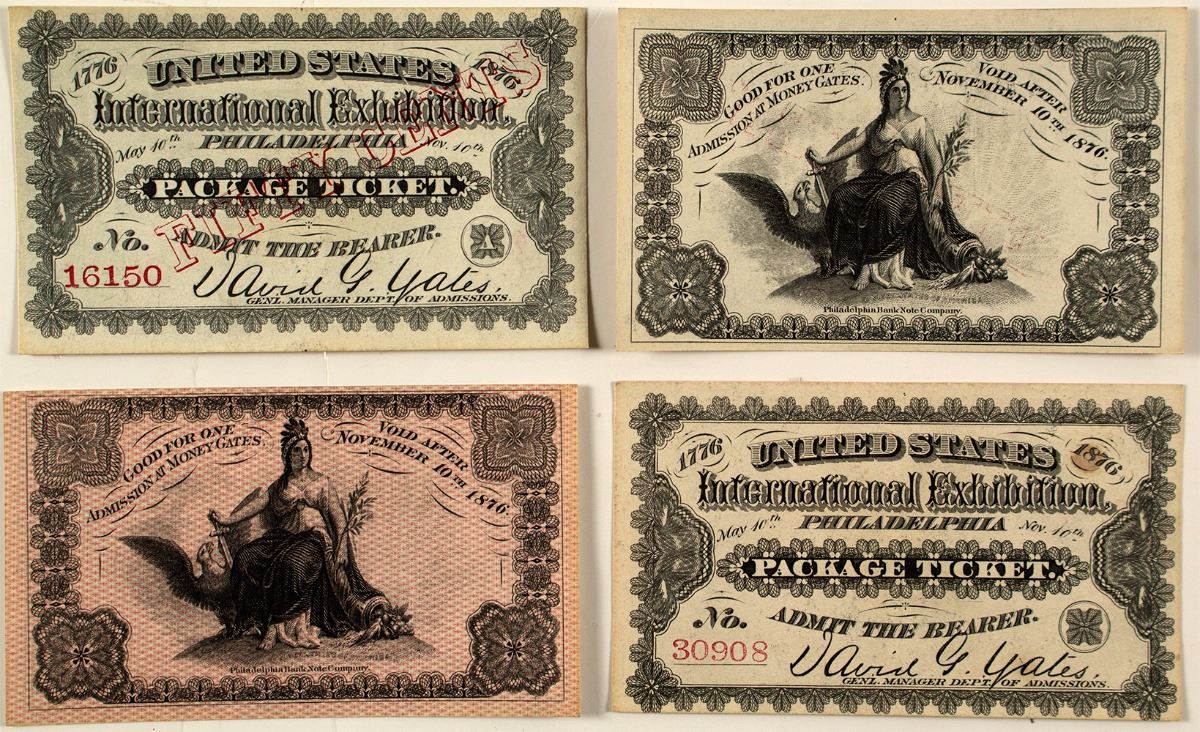 1776 UNITED STATES 1876.
International Exhibition,
May 10th PHILADELPHIA Nov. 10th
PACKAGE TICKET.
FIFTY CENTS
No. ADMIT THE BEARER. A
16150
David G. Yates,
GENL. MANAGER DEPT. OF ADMISSIONS.
GOOD FOR ONE
ADMISSION AT MONEY GATES.
VOID AFTER
NOVEMBER 10TH 1876.
Philadelphia Bank Note Company.
GOOD FOR ONE
ADMISSION AT MONEY GATES.
VOID AFTER
NOVEMBER 10TH 1876.
Philadelphia Bank Note Company.
1776 UNITED STATES 1876
International Exhibition,
May 10th PHILADELPHIA Nov. 10th
PACKAGE TICKET.
No. ADMIT THE BEARER.
30908
David G. Yates,
GENL. MANAGER DEPT. OF ADMISSIONS.